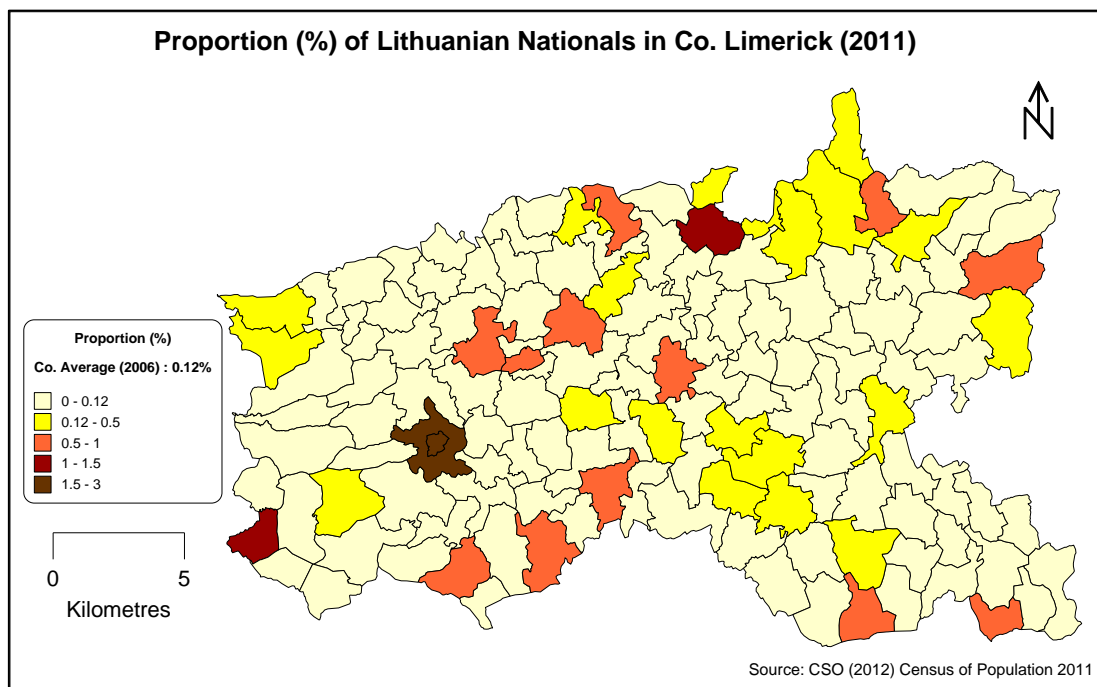 Proportion (%) of Lithuanian Nationals in Co. Limerick (2011)
N
Proportion (%)
Co. Average (2006) : 0.12%
0 - 0.12
0.12 - 0.5
0.5 - 1
1 - 1.5
1.5 - 3
0 5
Kilometres
Source: CSO (2012) Census of Population 2011